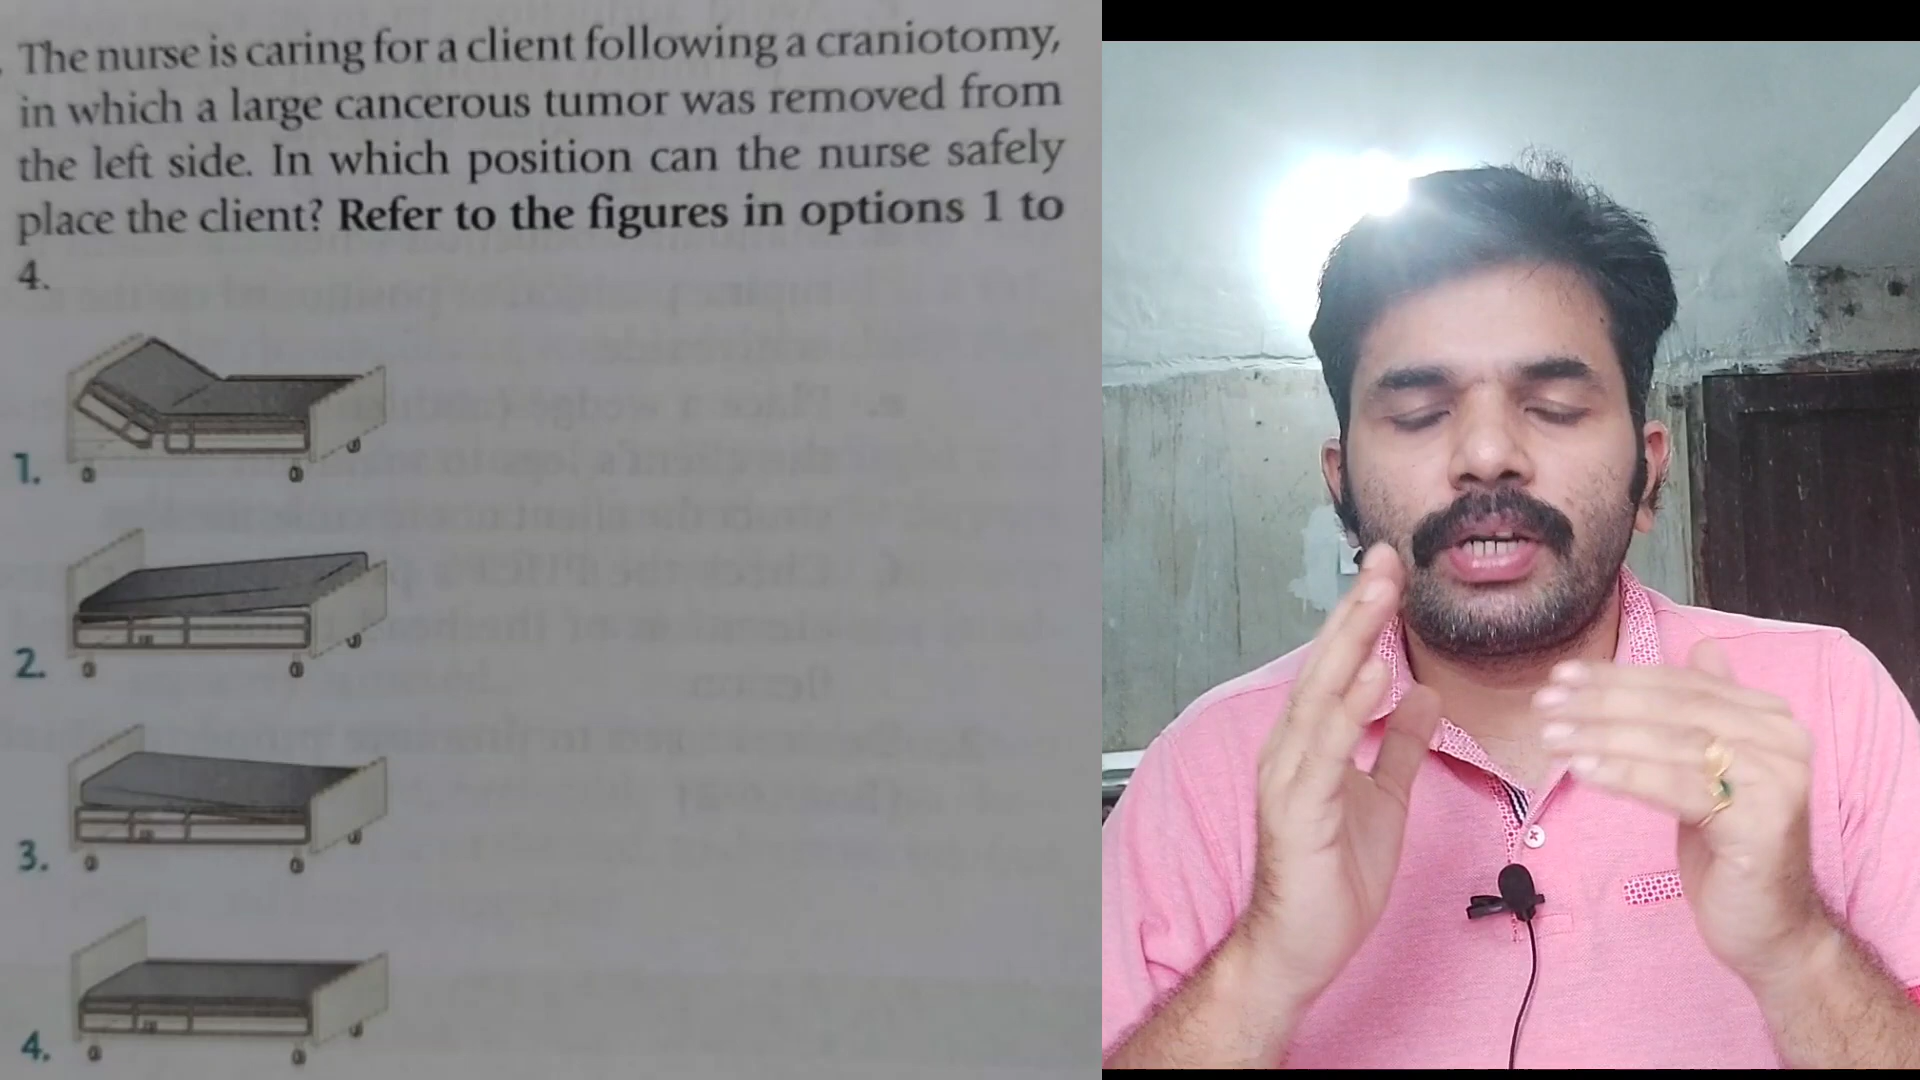 The nurse is caring for a client following a craniotomy,
in which a large cancerous tumor was removed from
the left side. In which position can the nurse safely
place the client? Refer to the figures in options 1 to
4.
1.
2.
3.
4.